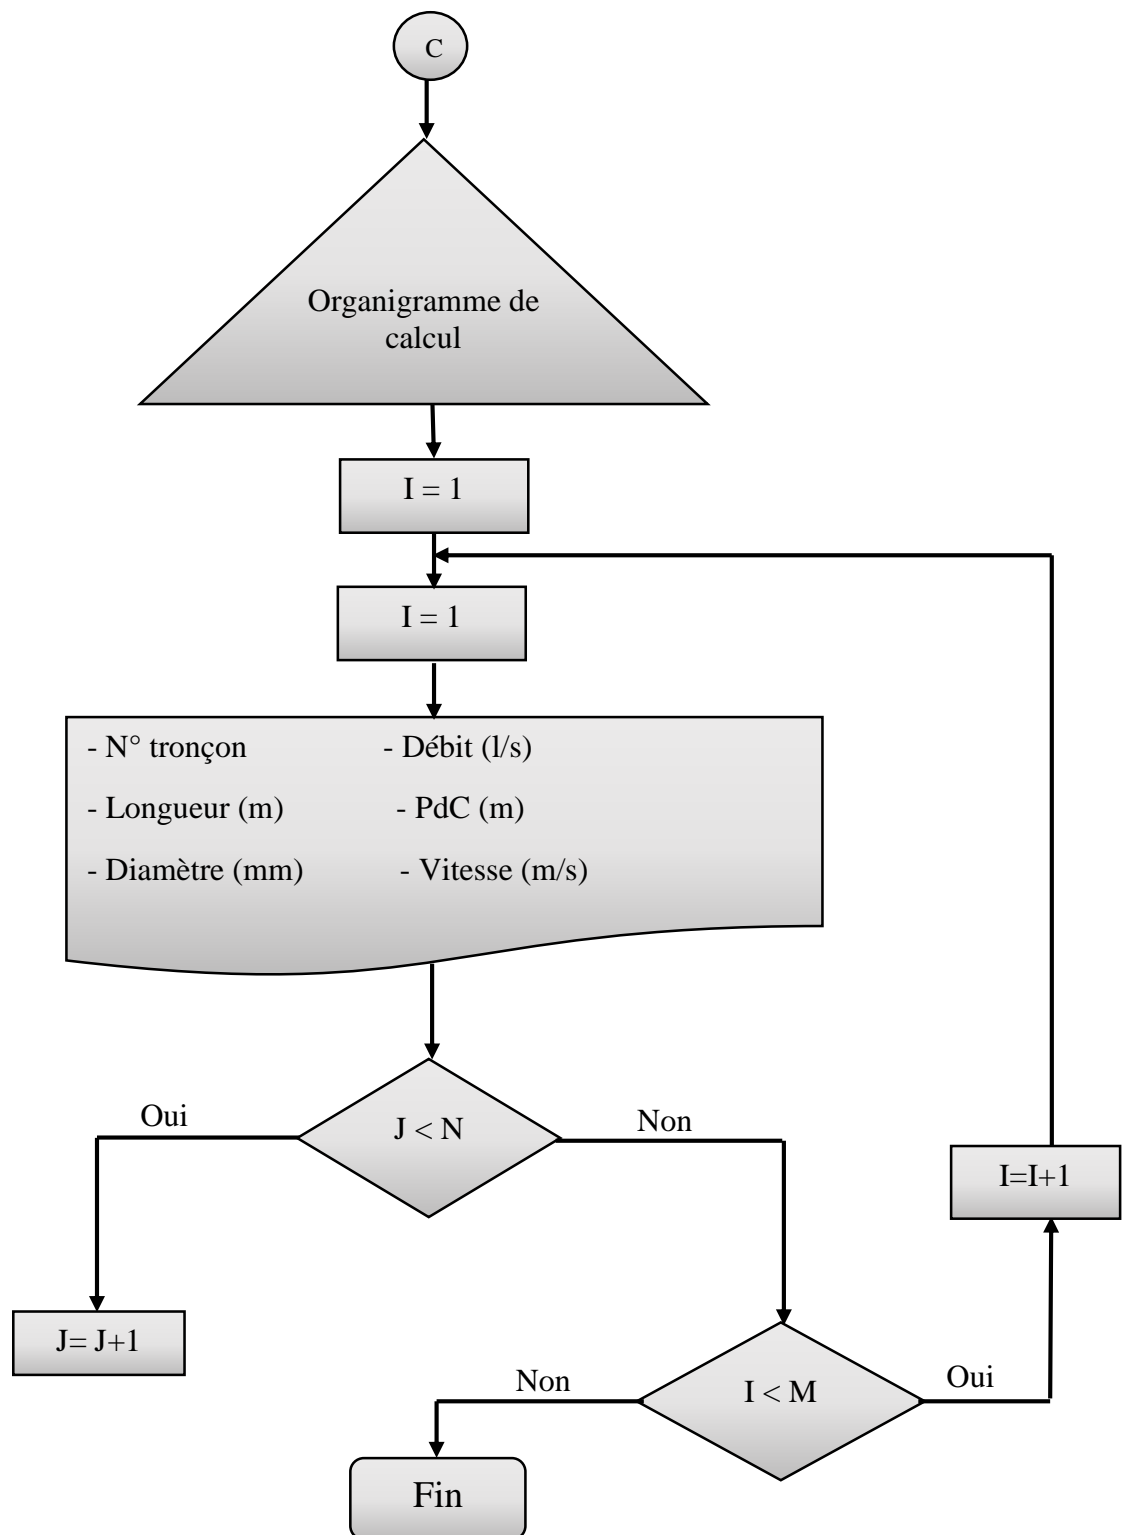 C
Organigramme de
calcul
I = 1
I = 1
- N° tronçon - Débit (l/s)
- Longueur (m) - PdC (m)
- Diamètre (mm) - Vitesse (m/s)
Oui
J < N
Non
I=I+1
J= J+1
Non
I < M
Oui
Fin